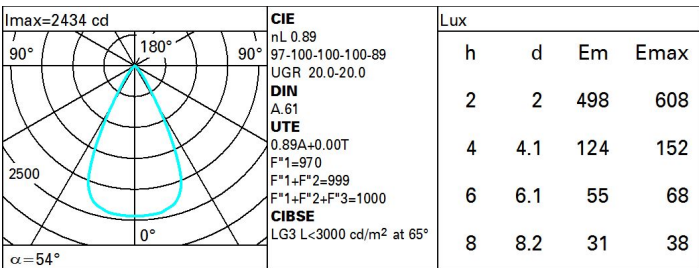 Imax=2434 cd
90° 180° 90°
2500
0°
α=54°
CIE
nL 0.89
97-100-100-100-89
UGR 20.0-20.0
DIN
A.61
UTE
0.89A+0.00T
F"1=970
F"1+F"2=999
F"1+F"2+F"3=1000
CIBSE
LG3 L<3000 cd/m² at 65°
Lux
h d Em Emax
2 2 498 608
4 4.1 124 152
6 6.1 55 68
8 8.2 31 38